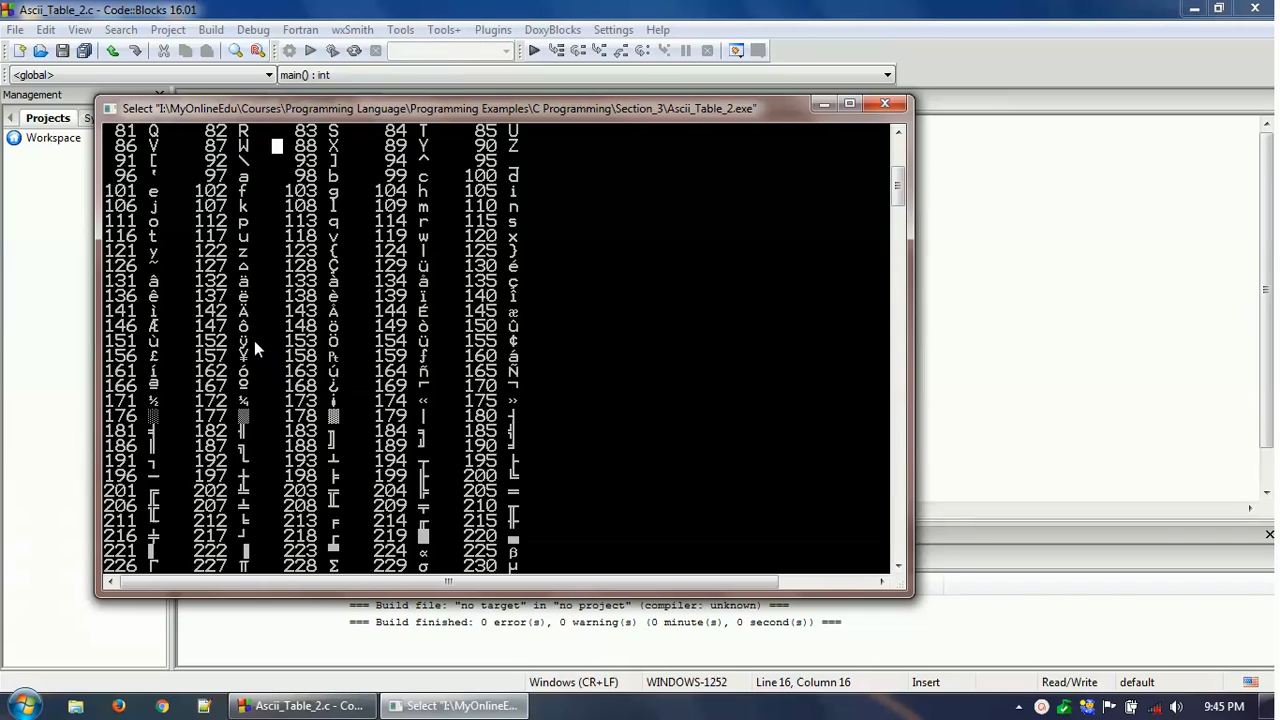 Ascii_Table_2.c - Code::Blocks 16.01
File Edit View Search Project Build Debug Fortran wxSmith Tools Tools+ Plugins DoxyBlocks Settings Help
<global> main() : int
Management
Select "I:\MyOnlineEdu\Courses\Programming Language\Programming Examples\C Programming\Section_3\Ascii_Table_2.exe"
Projects Sy
Workspace
81 Q 82 R 83 S 84 T 85 U
86 V 87 W 88 X 89 Y 90 Z
91 [ 92 \ 93 ] 94 ^ 95 _
96 ` 97 a 98 b 99 c 100 d
101 e 102 f 103 g 104 h 105 i
106 j 107 k 108 l 109 m 110 n
111 o 112 p 113 q 114 r 115 s
116 t 117 u 118 v 119 w 120 x
121 y 122 z 123 { 124 | 125 }
126 ~ 127 ⌂ 128 Ç 129 ü 130 é
131 â 132 ä 133 à 134 å 135 ç
136 ê 137 ë 138 è 139 ï 140 î
141 ì 142 Ä 143 Å 144 É 145 æ
146 Æ 147 ô 148 ö 149 ò 150 û
151 ù 152 ÿ 153 Ö 154 Ü 155 ¢
156 £ 157 ¥ 158 ₧ 159 ƒ 160 á
161 í 162 ó 163 ú 164 ñ 165 Ñ
166 ª 167 º 168 ¿ 169 ⌐ 170 ¬
171 ½ 172 ¼ 173 ¡ 174 « 175 »
176 ░ 177 ▒ 178 ▓ 179 │ 180 ┤
181 ╡ 182 ╢ 183 ╖ 184 ╕ 185 ╣
186 ║ 187 ╗ 188 ╝ 189 ╜ 190 ╛
191 ┐ 192 └ 193 ┴ 194 ┬ 195 ├
196 ─ 197 ┼ 198 ╞ 199 ╟ 200 ╚
201 ╔ 202 ╩ 203 ╦ 204 ╠ 205 ═
206 ╬ 207 ╧ 208 ╨ 209 ╤ 210 ╥
211 ╙ 212 ╘ 213 ╒ 214 ╓ 215 ╫
216 ╪ 217 ┘ 218 ┌ 219 █ 220 ▄
221 ▌ 222 ▐ 223 ▀ 224 α 225 ß
226 Γ 227 π 228 Σ 229 σ 230 µ
=== Build file: "no target" in "no project" (compiler: unknown) ===
=== Build finished: 0 error(s), 0 warning(s) (0 minute(s), 0 second(s)) ===
Windows (CR+LF) WINDOWS-1252 Line 16, Column 16 Insert Read/Write default
Ascii_Table_2.c - Co... Select "I:\MyOnlineE... 9:45 PM